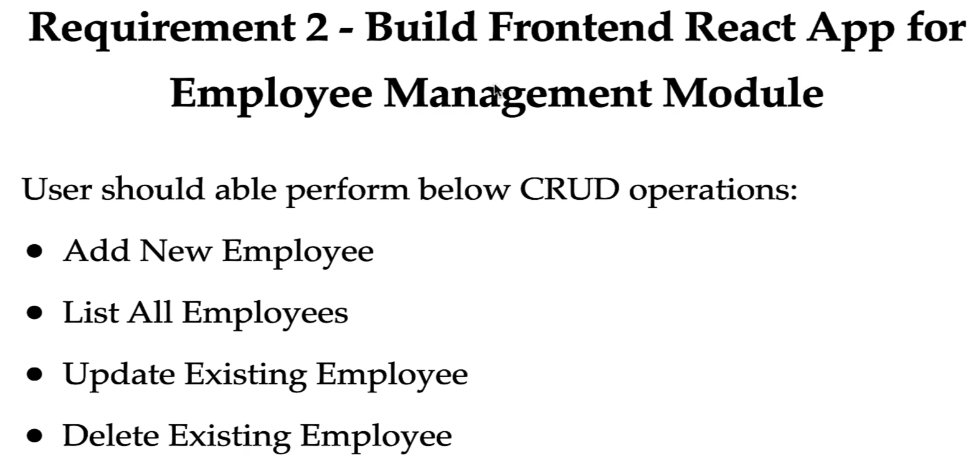 Requirement 2 - Build Frontend React App for
Employee Management Module
User should able perform below CRUD operations:
• Add New Employee
• List All Employees
• Update Existing Employee
• Delete Existing Employee